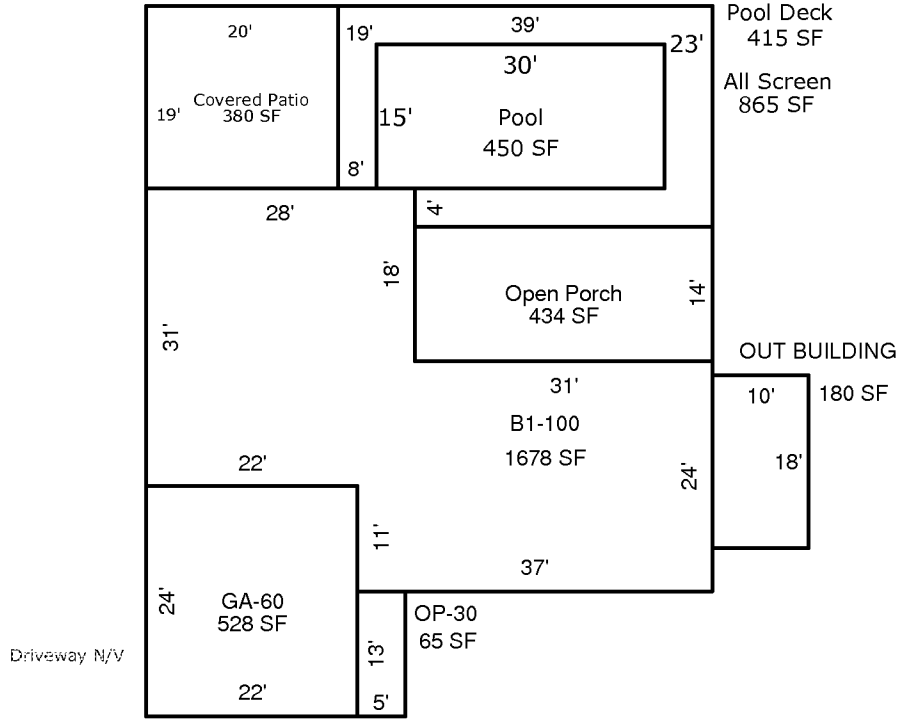 Pool Deck
415 SF
20'
19'
39'
23'
30'
All Screen
865 SF
Covered Patio
380 SF
19'
15'
Pool
450 SF
8'
28'
4'
18'
Open Porch
434 SF
14'
31'
OUT BUILDING
180 SF
10'
31'
B1-100
1678 SF
22'
24'
18'
11'
37'
24'
GA-60
528 SF
OP-30
65 SF
13'
Driveway N/V
22'
5'